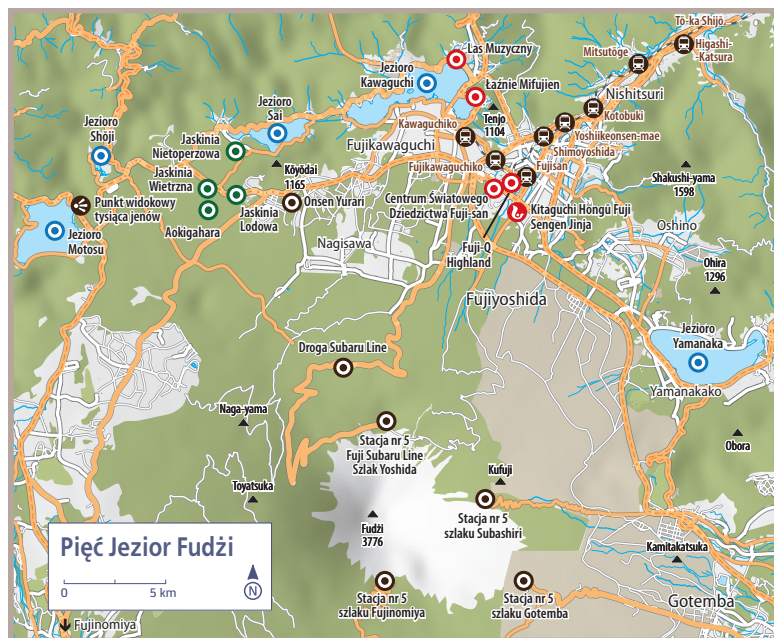 Tō-ka Shijō
Las Muzyczny
Mitsutōge
Higashi-
-Katsura
Jezioro
Kawaguchi
Łaźnie Mifujien
Nishitsuri
Jezioro
Sai
Tenjo
1104
Kotobuki
Jezioro
Shōji
Kawaguchiko
Yoshiikeonsen-mae
Jaskinia
Nietoperzowa
Fujikawaguchi
Shimoyoshida
Kōyōdai
1165
Fujikawaguchiko
Fujisan
Shakushi-yama
1598
Jaskinia
Wietrzna
Punkt widokowy
tysiąca jenów
Jaskinia
Lodowa
Onsen Yurari
Centrum Światowego
Dziedzictwa Fuji-san
Kitaguchi Hongū Fuji
Sengen Jinja
Aokigahara
Jezioro
Motosu
Nagisawa
Fuji-Q
Highland
Oshino
Ohira
1296
Fujiyoshida
Jezioro
Yamanaka
Droga Subaru Line
Yamanakako
Naga-yama
Stacja nr 5
Fuji Subaru Line
Szlak Yoshida
Obora
Kufuji
Toyatsuka
Stacja nr 5
szlaku Subashiri
Fudżi
3776
Kamitakatsuka
Pięć Jezior Fudżi
0 5 km
N
Stacja nr 5
szlaku Fujinomiya
Stacja nr 5
szlaku Gotemba
Gotemba
Fujinomiya